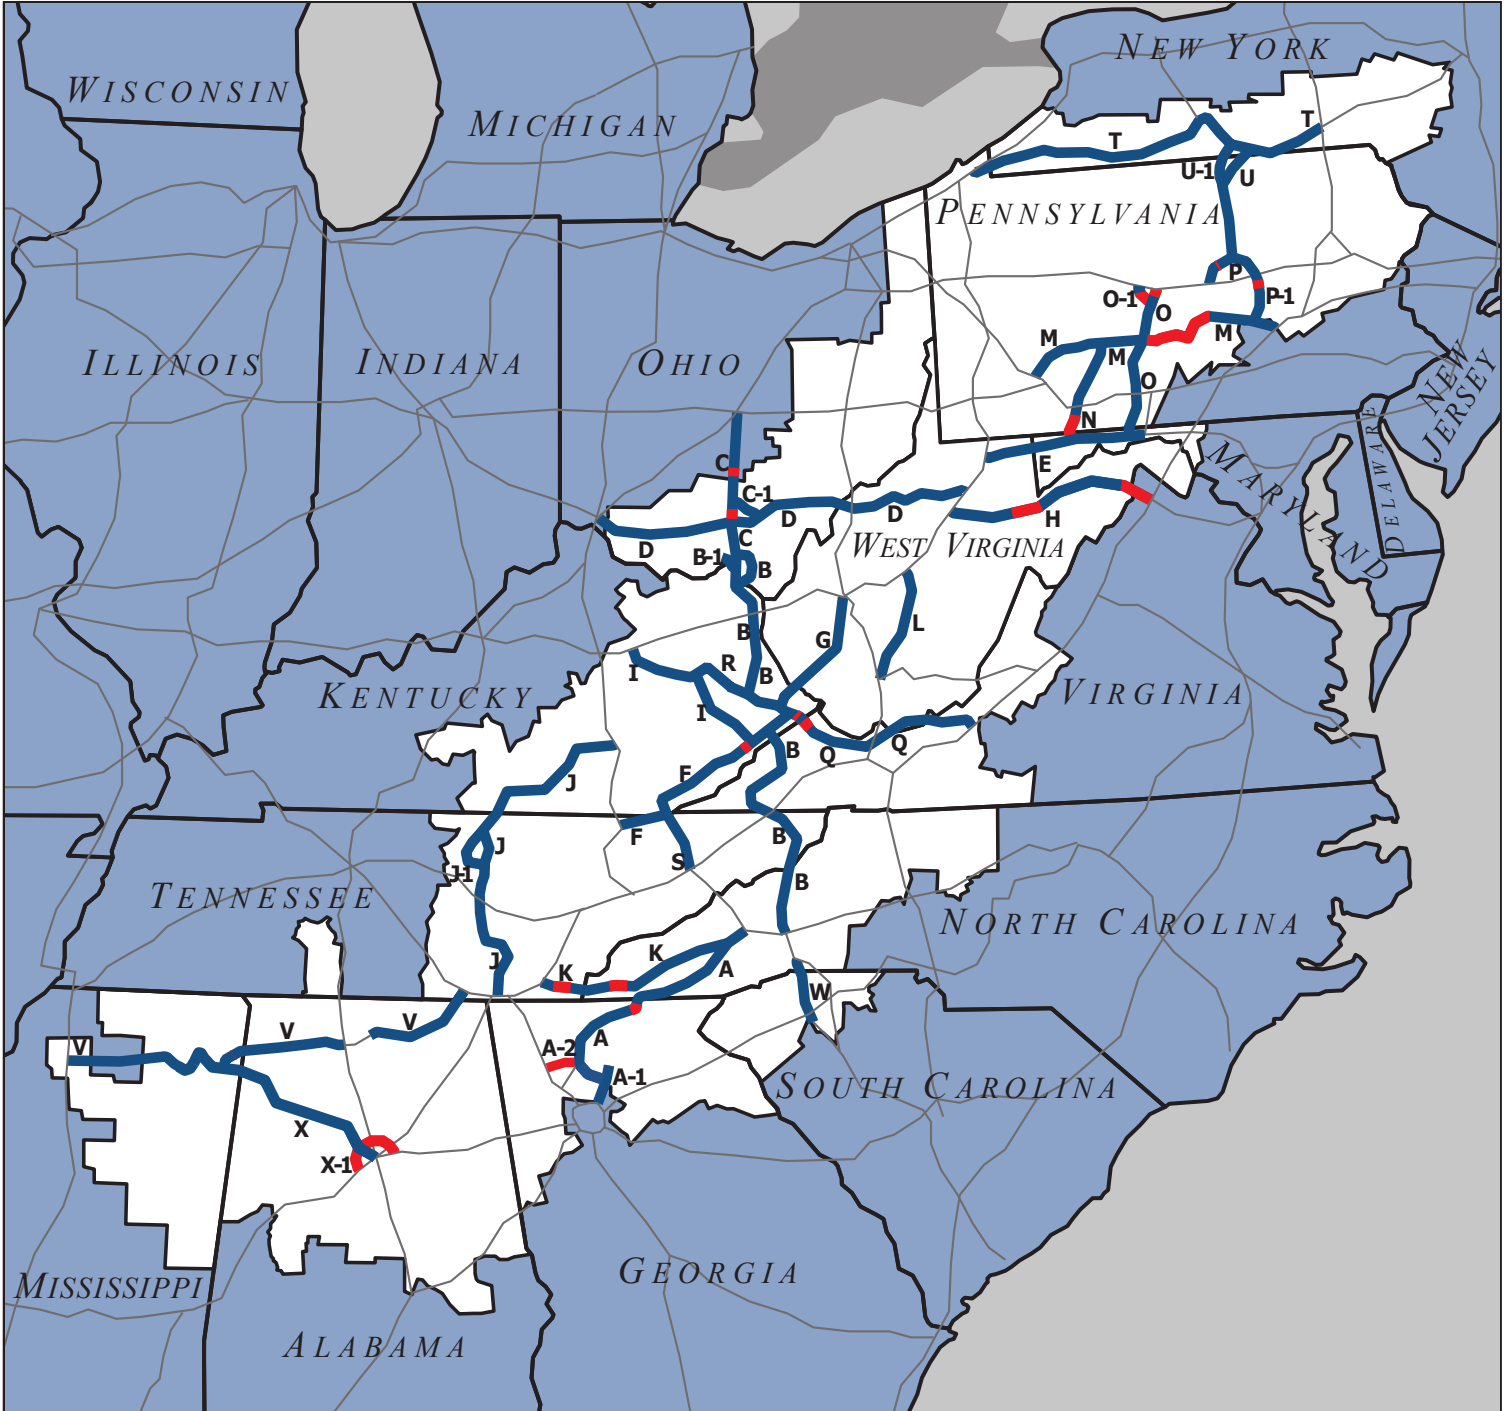 NEW YORK
WISCONSIN
MICHIGAN
T
T
U-1
U
PENNSYLVANIA
P
O-1
O
P-1
M
M
M
ILLINOIS
INDIANA
OHIO
O
NEW
JERSEY
N
DELAWARE
E
C
MARYLAND
C-1
D
D
H
DELAWARE
D
C
WEST VIRGINIA
B-1
B
B
G
L
I
R
B
KENTUCKY
VIRGINIA
I
B
Q
Q
F
J
F
B
J
S
J-1
B
TENNESSEE
NORTH CAROLINA
K
J
K
A
W
V
V
A
V
A-2
A-1
SOUTH CAROLINA
X
X-1
MISSISSIPPI
GEORGIA
ALABAMA